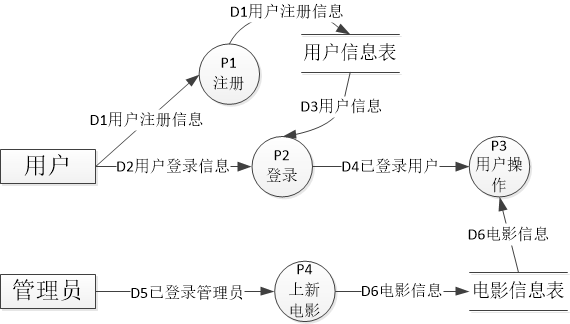 D1用户注册信息
P1
注册
用户信息表
D3用户信息
D1用户注册信息
用户
D2用户登录信息
P2
登录
D4已登录用户
P3
用户操
作
D6电影信息
管理员
D5已登录管理员
P4
上新
电影
D6电影信息
电影信息表